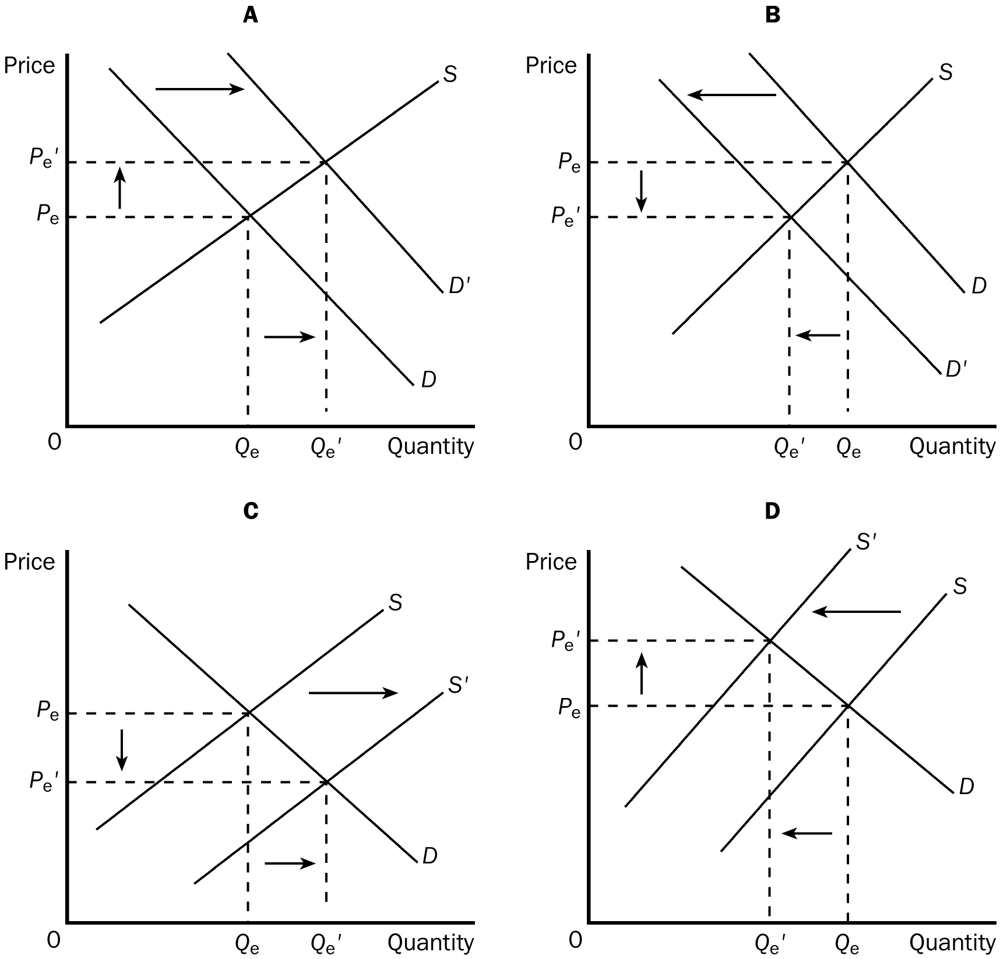 A
Price
S
Pe'
Pe
D'
D
0
Qe
Qe'
Quantity
B
Price
S
Pe
Pe'
D
D'
0
Qe'
Qe
Quantity
C
Price
S
S'
Pe
Pe'
D
0
Qe
Qe'
Quantity
D
Price
S'
S
Pe'
Pe
D
0
Qe'
Qe
Quantity